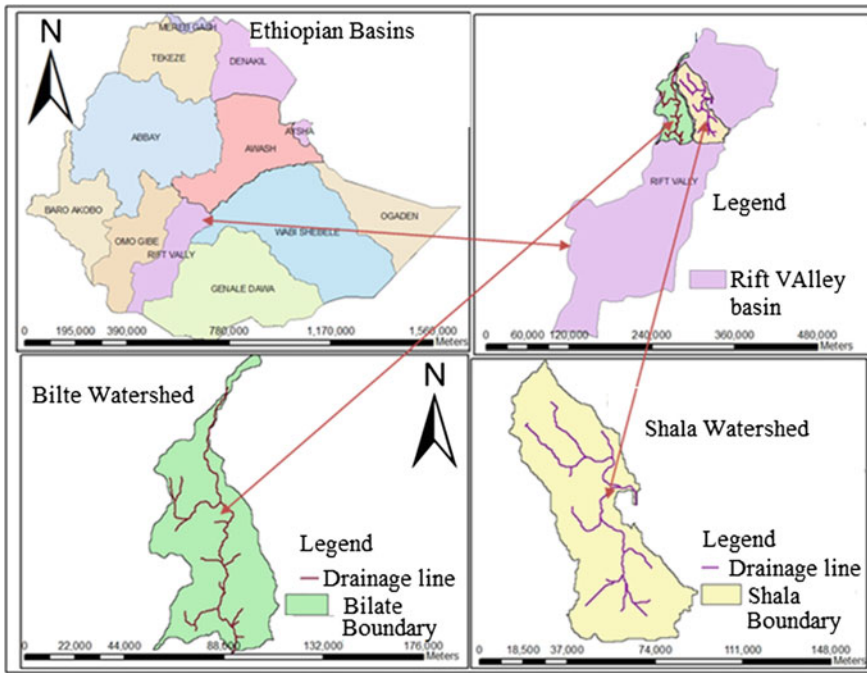 N
Ethiopian Basins
MEREB GASH
TEKEZE
DENAKIL
ABBAY
AYSHA
AWASH
BARO AKOBO
OGADEN
OMO GIBE
WABI SHEBELE
RIFT VALLY
GENALE DAWA
0 195,000 390,000 780,000 1,170,000 1,560,000
Meters
RIFT VALLY
Legend
Rift VAlley
basin
0 60,000 120,000 240,000 360,000 480,000
Meters
Bilte Watershed
N
Legend
Drainage line
Bilate
Boundary
0 22,000 44,000 88,000 132,000 176,000
Meters
Shala Watershed
Legend
Drainage line
Shala
Boundary
0 18,500 37,000 74,000 111,000 148,000
Meters